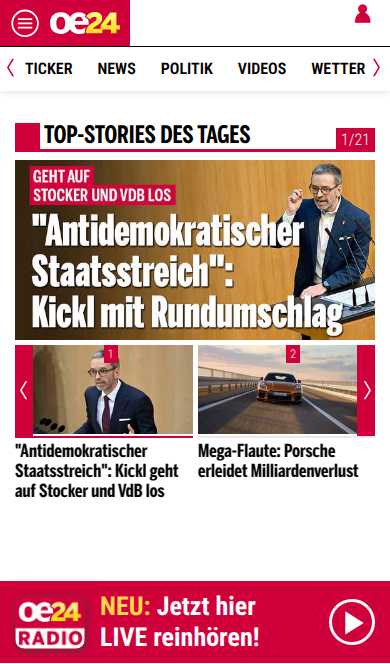 oe24
TICKER NEWS POLITIK VIDEOS WETTER
TOP-STORIES DES TAGES
1/21
GEHT AUF
STOCKER UND VDB LOS
"Antidemokratischer
Staatsstreich":
Kickl mit Rundumschlag
1
2
"Antidemokratischer
Staatsstreich": Kickl geht
auf Stocker und VdB los
Mega-Flaute: Porsche
erleidet Milliardenverlust
oe24
RADIO
NEU: Jetzt hier
LIVE reinhören!